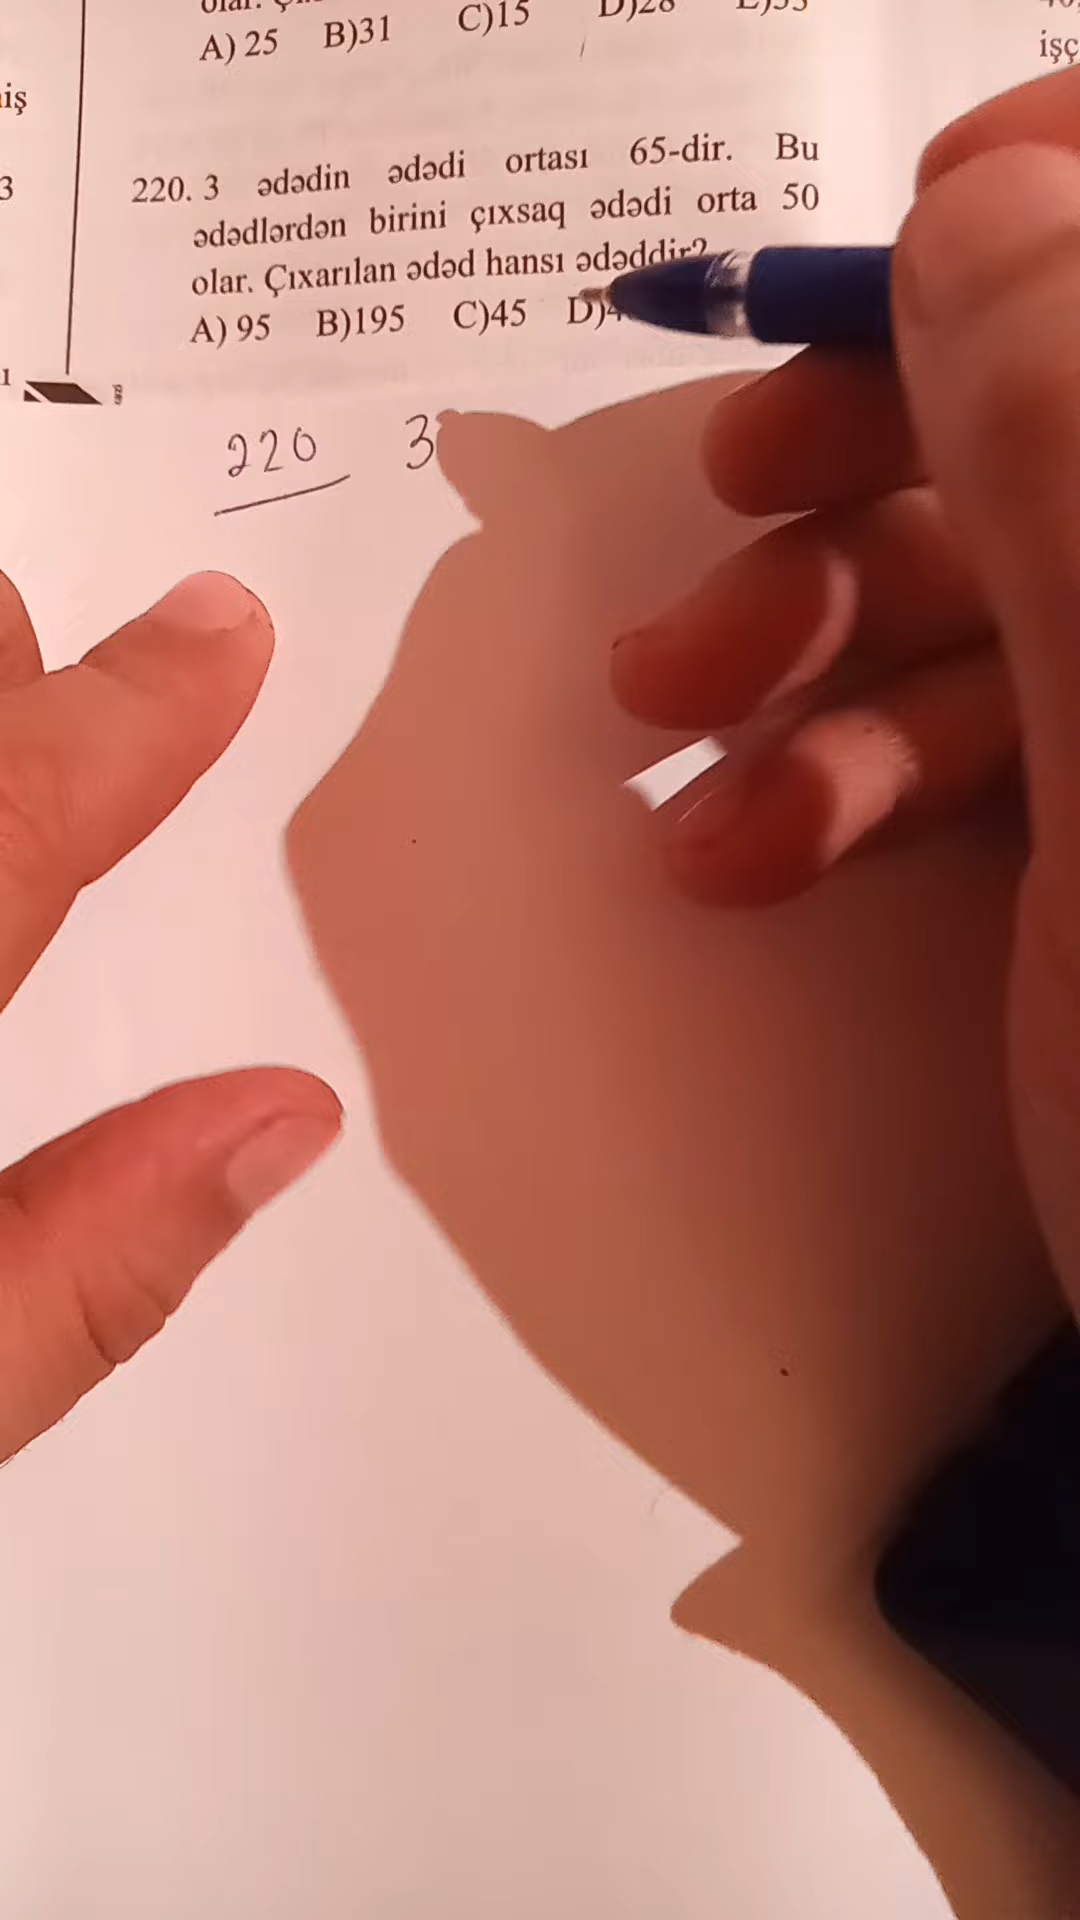 A) 25 B)31 C)15
işç
iş
3
220. 3 ədədin ədədi ortası 65-dir. Bu
ədədlərdən birini çıxsaq ədədi orta 50
olar. Çıxarılan ədəd hansı ədəddir?
A) 95 B)195 C)45 D)4
1
220 3